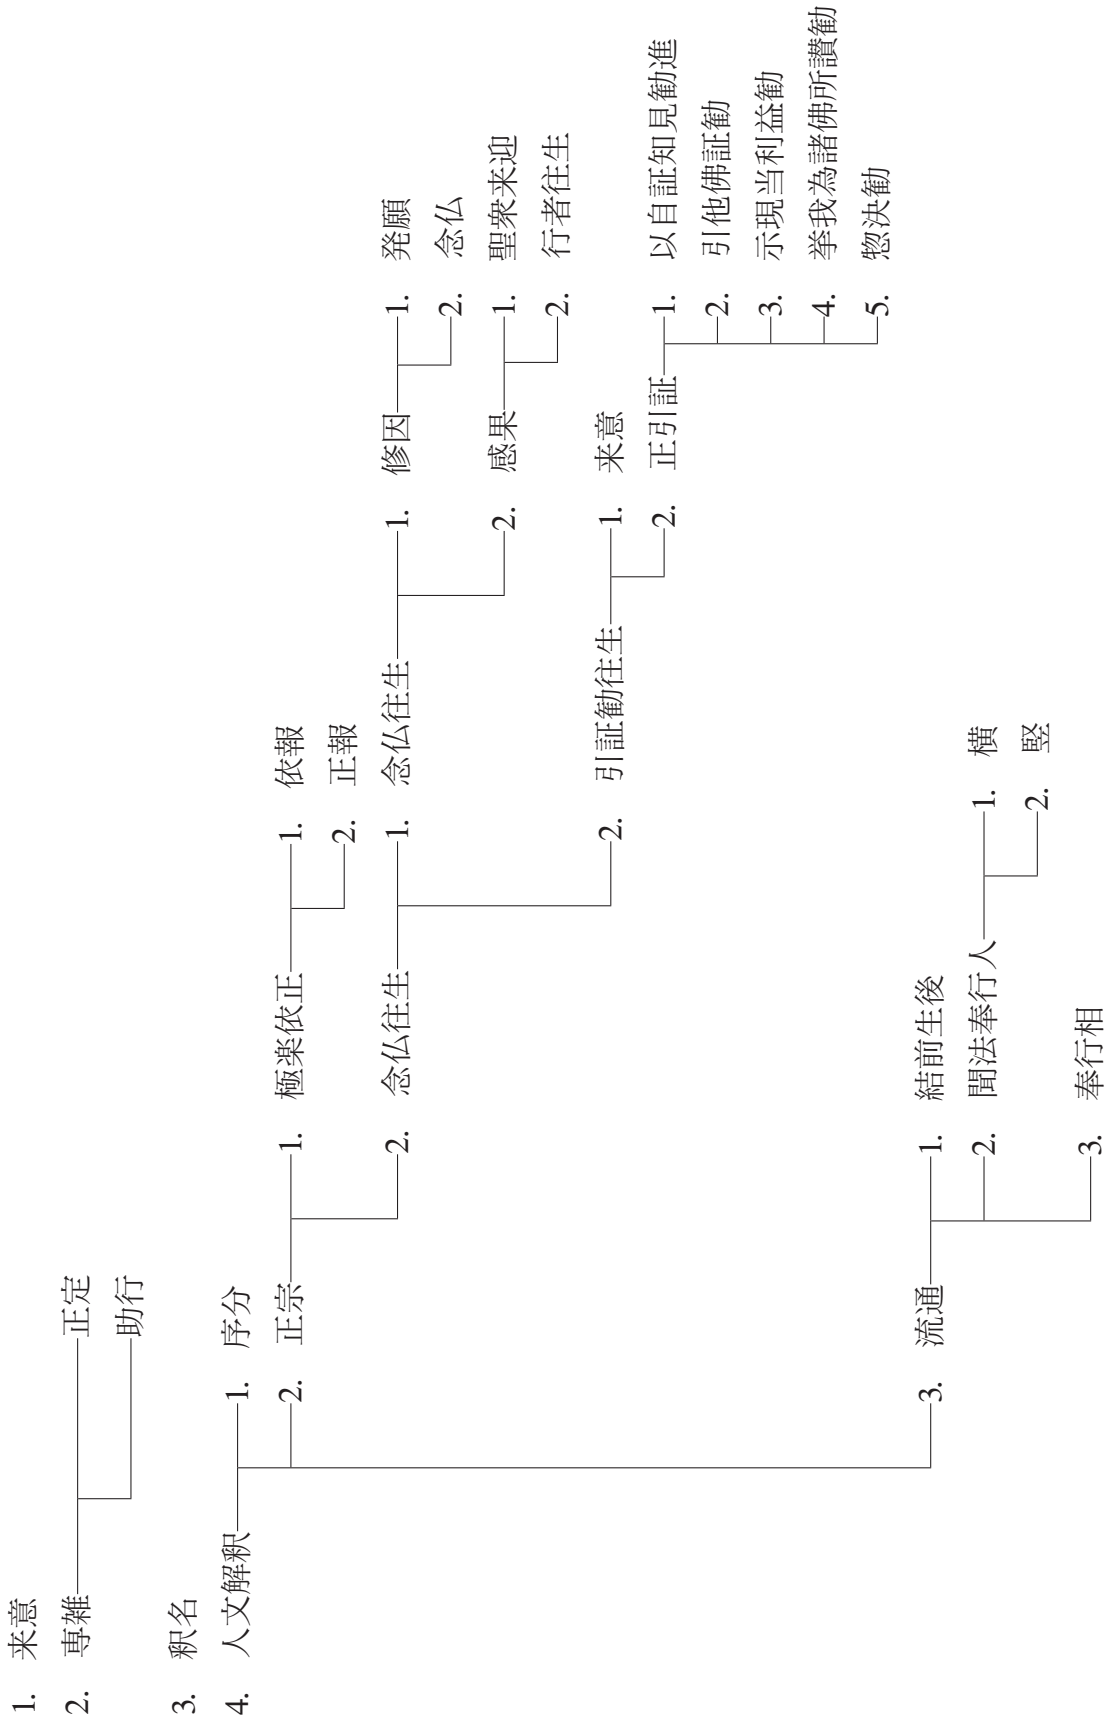 1. 来意
2. 専雑 正定
助行
3. 釈名
4. 人文解釈 1. 序分
2. 正宗 1. 極楽依正 1. 依報
2. 正報
2. 念仏往生 1. 念仏往生 1. 修因 1. 発願
2. 念仏
2. 感果 1. 聖衆来迎
2. 行者往生
2. 引証勧往生 1. 来意
2. 正引証 1. 以自証知見勧進
2. 引他佛証勧
3. 示現当利益勧
4. 挙我為諸佛所讚勧
5. 惣決勧
3. 流通 1. 結前生後
2. 聞法奉行人 1. 横
2. 竪
3. 奉行相